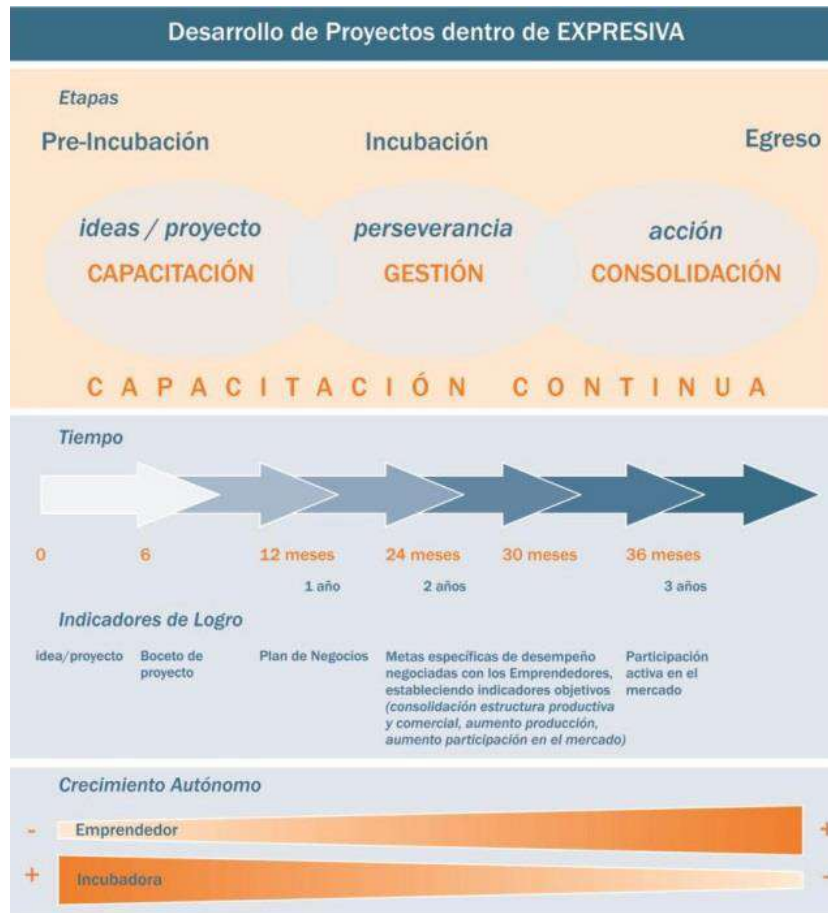 Desarrollo de Proyectos dentro de EXPRESIVA
Etapas
Pre-Incubación Incubación Egreso
ideas / proyecto perseverancia acción
CAPACITACIÓN GESTIÓN CONSOLIDACIÓN
CAPACITACIÓN CONTINUA
Tiempo
0 6 12 meses 24 meses 30 meses 36 meses
1 año 2 años 3 años
Indicadores de Logro
idea/proyecto
Boceto de
proyecto
Plan de Negocios
Metas específicas de desempeño
negociadas con los Emprendedores,
estableciendo indicadores objetivos
(consolidación estructura productiva
y comercial, aumento producción,
aumento participación en el mercado)
Participación
activa en el
mercado
Crecimiento Autónomo
- Emprendedor +
+ Incubadora -